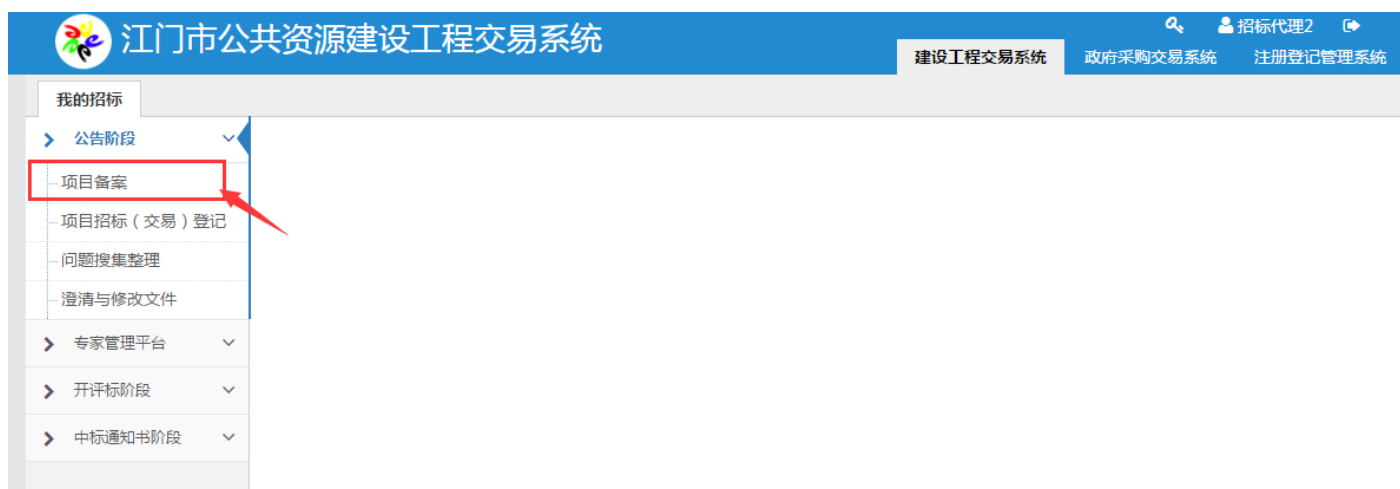 江门市公共资源建设工程交易系统
招标代理2
建设工程交易系统 政府采购交易系统 注册登记管理系统
我的招标
公告阶段
项目备案
项目招标（交易）登记
问题搜集整理
澄清与修改文件
专家管理平台
开评标阶段
中标通知书阶段